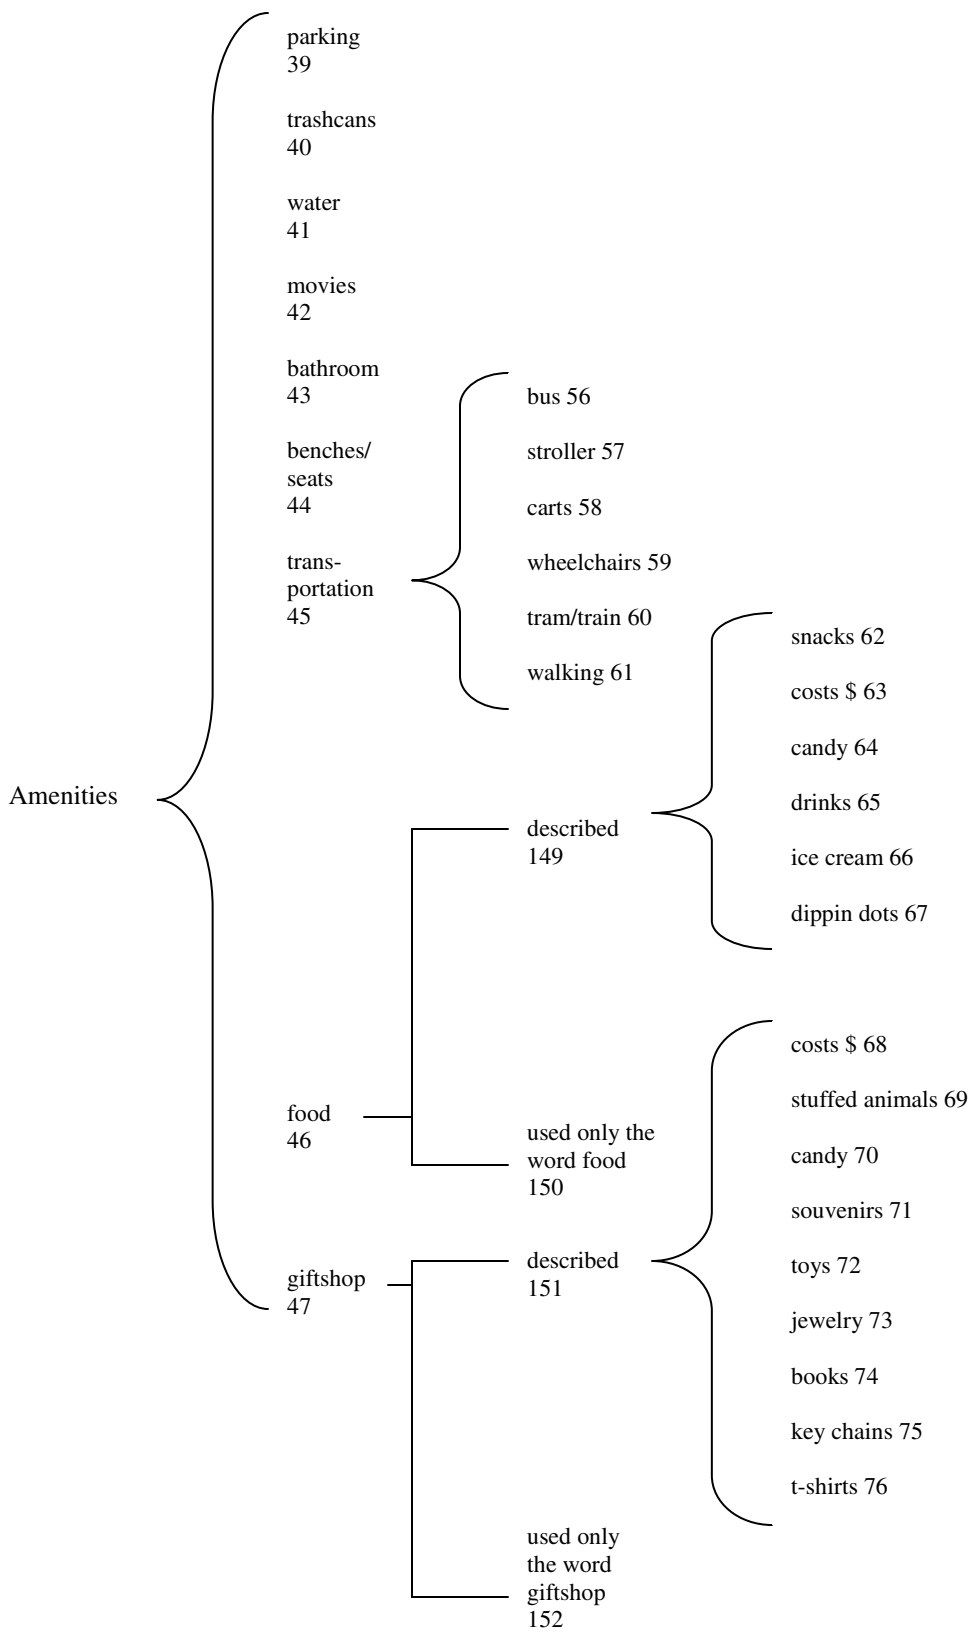 parking
39
trashcans
40
water
41
movies
42
bathroom
43
benches/
seats
44
trans-
portation
45
bus 56
stroller 57
carts 58
wheelchairs 59
tram/train 60
walking 61
Amenities
food
46
described
149
snacks 62
costs $ 63
candy 64
drinks 65
ice cream 66
dippin dots 67
used only the
word food
150
giftshop
47
described
151
costs $ 68
stuffed animals 69
candy 70
souvenirs 71
toys 72
jewelry 73
books 74
key chains 75
t-shirts 76
used only
the word
giftshop
152